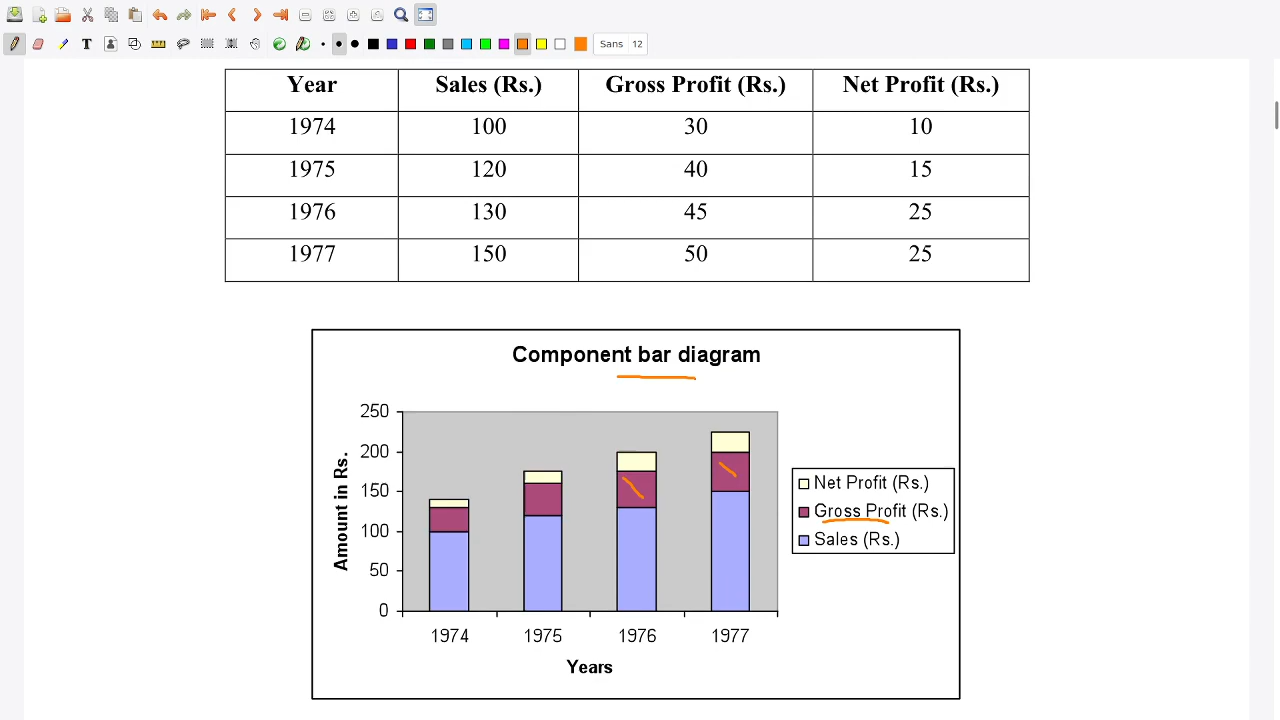 T
Sans 12
Year Sales (Rs.) Gross Profit (Rs.) Net Profit (Rs.)
1974 100 30 10
1975 120 40 15
1976 130 45 25
1977 150 50 25
Component bar diagram
Amount in Rs.
250
200
150
100
50
0
1974 1975 1976 1977
Years
Net Profit (Rs.)
Gross Profit (Rs.)
Sales (Rs.)